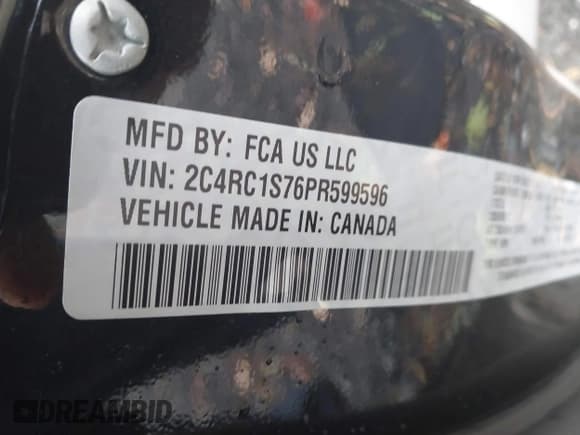 MFD BY: FCA US LLC
VIN: 2C4RC1S76PR599596
VEHICLE MADE IN: CANADA
DREAMBID